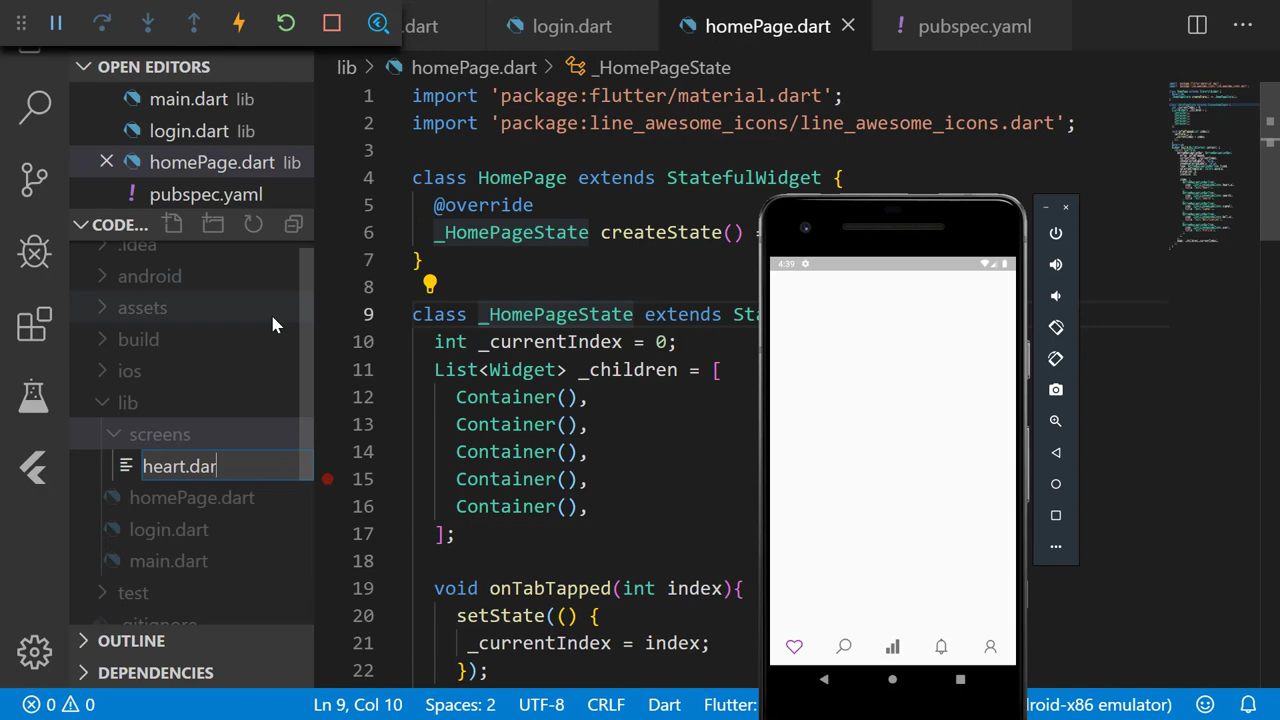 .dart
login.dart
homePage.dart
! pubspec.yaml
OPEN EDITORS
lib > homePage.dart > _HomePageState
main.dart lib
login.dart lib
homePage.dart lib
! pubspec.yaml
CODE...
.idea
android
assets
build
ios
lib
screens
heart.dar
homePage.dart
login.dart
main.dart
test
.gitignore
OUTLINE
DEPENDENCIES
1 import 'package:flutter/material.dart';
2 import 'package:line_awesome_icons/line_awesome_icons.dart';
3
4 class HomePage extends StatefulWidget {
5 @override
6 _HomePageState createState() =
7 }
8
9 class _HomePageState extends Sta
10 int _currentIndex = 0;
11 List<Widget> _children = [
12 Container(),
13 Container(),
14 Container(),
15 Container(),
16 Container(),
17 ];
18
19 void onTabTapped(int index){
20 setState(() {
21 _currentIndex = index;
22 });
4:39
0 0 Ln 9, Col 10 Spaces: 2 UTF-8 CRLF Dart Flutter: droid-x86 emulator)